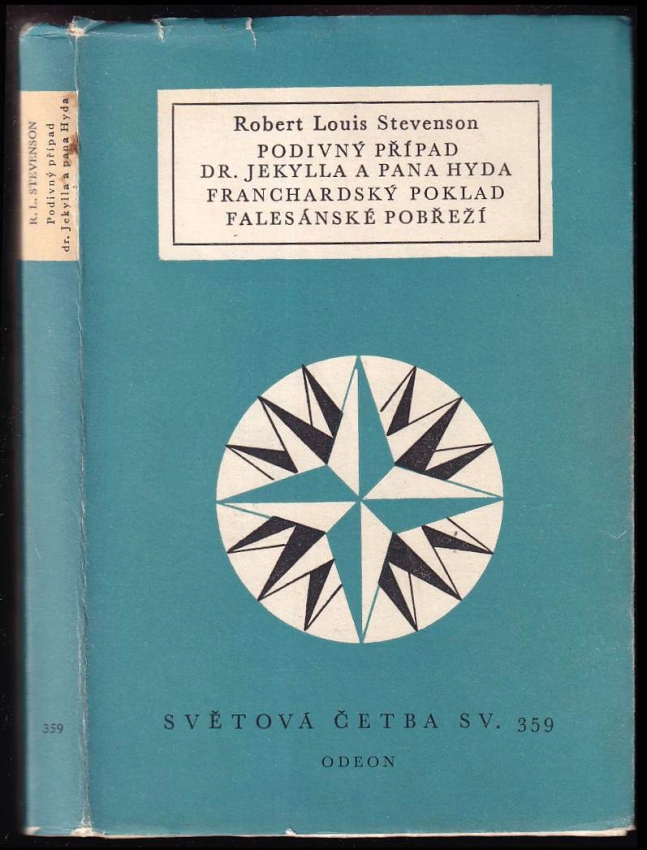 R. L. STEVENSON
Podivný případ
dr. Jekylla a pana Hyda
359
Robert Louis Stevenson
PODIVNÝ PŘÍPAD
DR. JEKYLLA A PANA HYDA
FRANCHARDSKÝ POKLAD
FALESÁNSKÉ POBŘEŽÍ
SVĚTOVÁ ČETBA SV. 359
ODEON